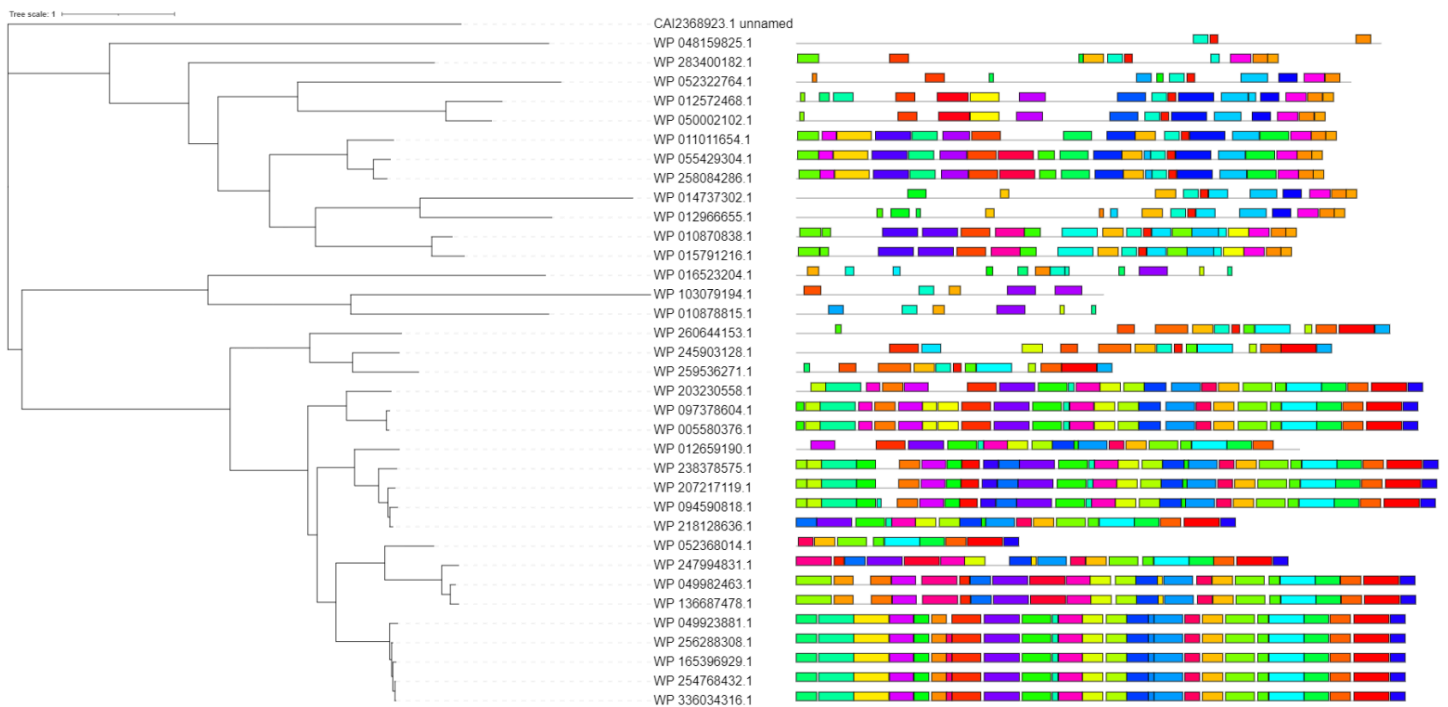 Tree scale: 1
CAI2368923.1 unnamed
WP 048159825.1
WP 283400182.1
WP 052322764.1
WP 012572468.1
WP 050002102.1
WP 011011654.1
WP 055429304.1
WP 258084286.1
WP 014737302.1
WP 012966655.1
WP 010870838.1
WP 015791216.1
WP 016523204.1
WP 103079194.1
WP 010878815.1
WP 260644153.1
WP 245903128.1
WP 259536271.1
WP 203230558.1
WP 097378604.1
WP 005580376.1
WP 012659190.1
WP 238378575.1
WP 207217119.1
WP 094590818.1
WP 218128636.1
WP 052368014.1
WP 247994831.1
WP 049982463.1
WP 136687478.1
WP 049923881.1
WP 256288308.1
WP 165396929.1
WP 254768432.1
WP 336034316.1